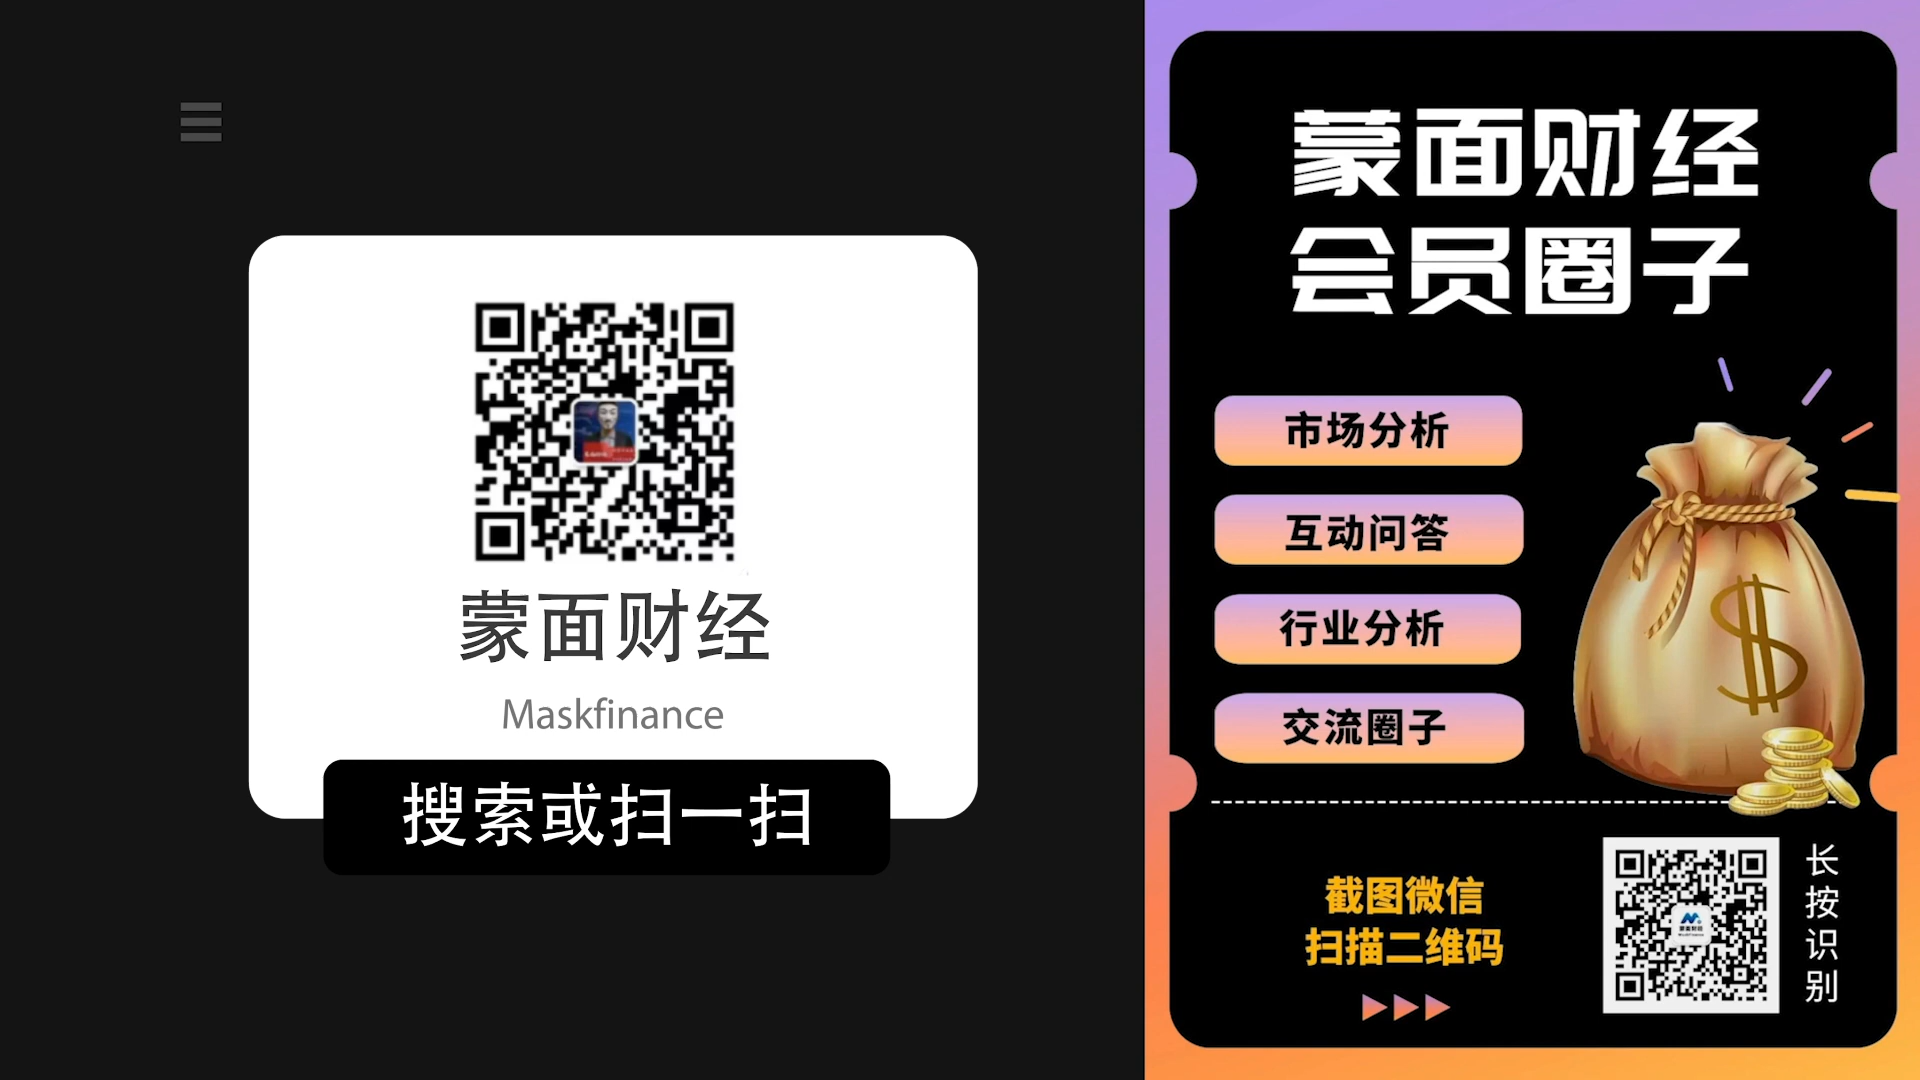 蒙面财经
Maskfinance
搜索或扫一扫
蒙面财经
会员圈子
市场分析
互动问答
行业分析
交流圈子
截图微信
扫描二维码
长按识别